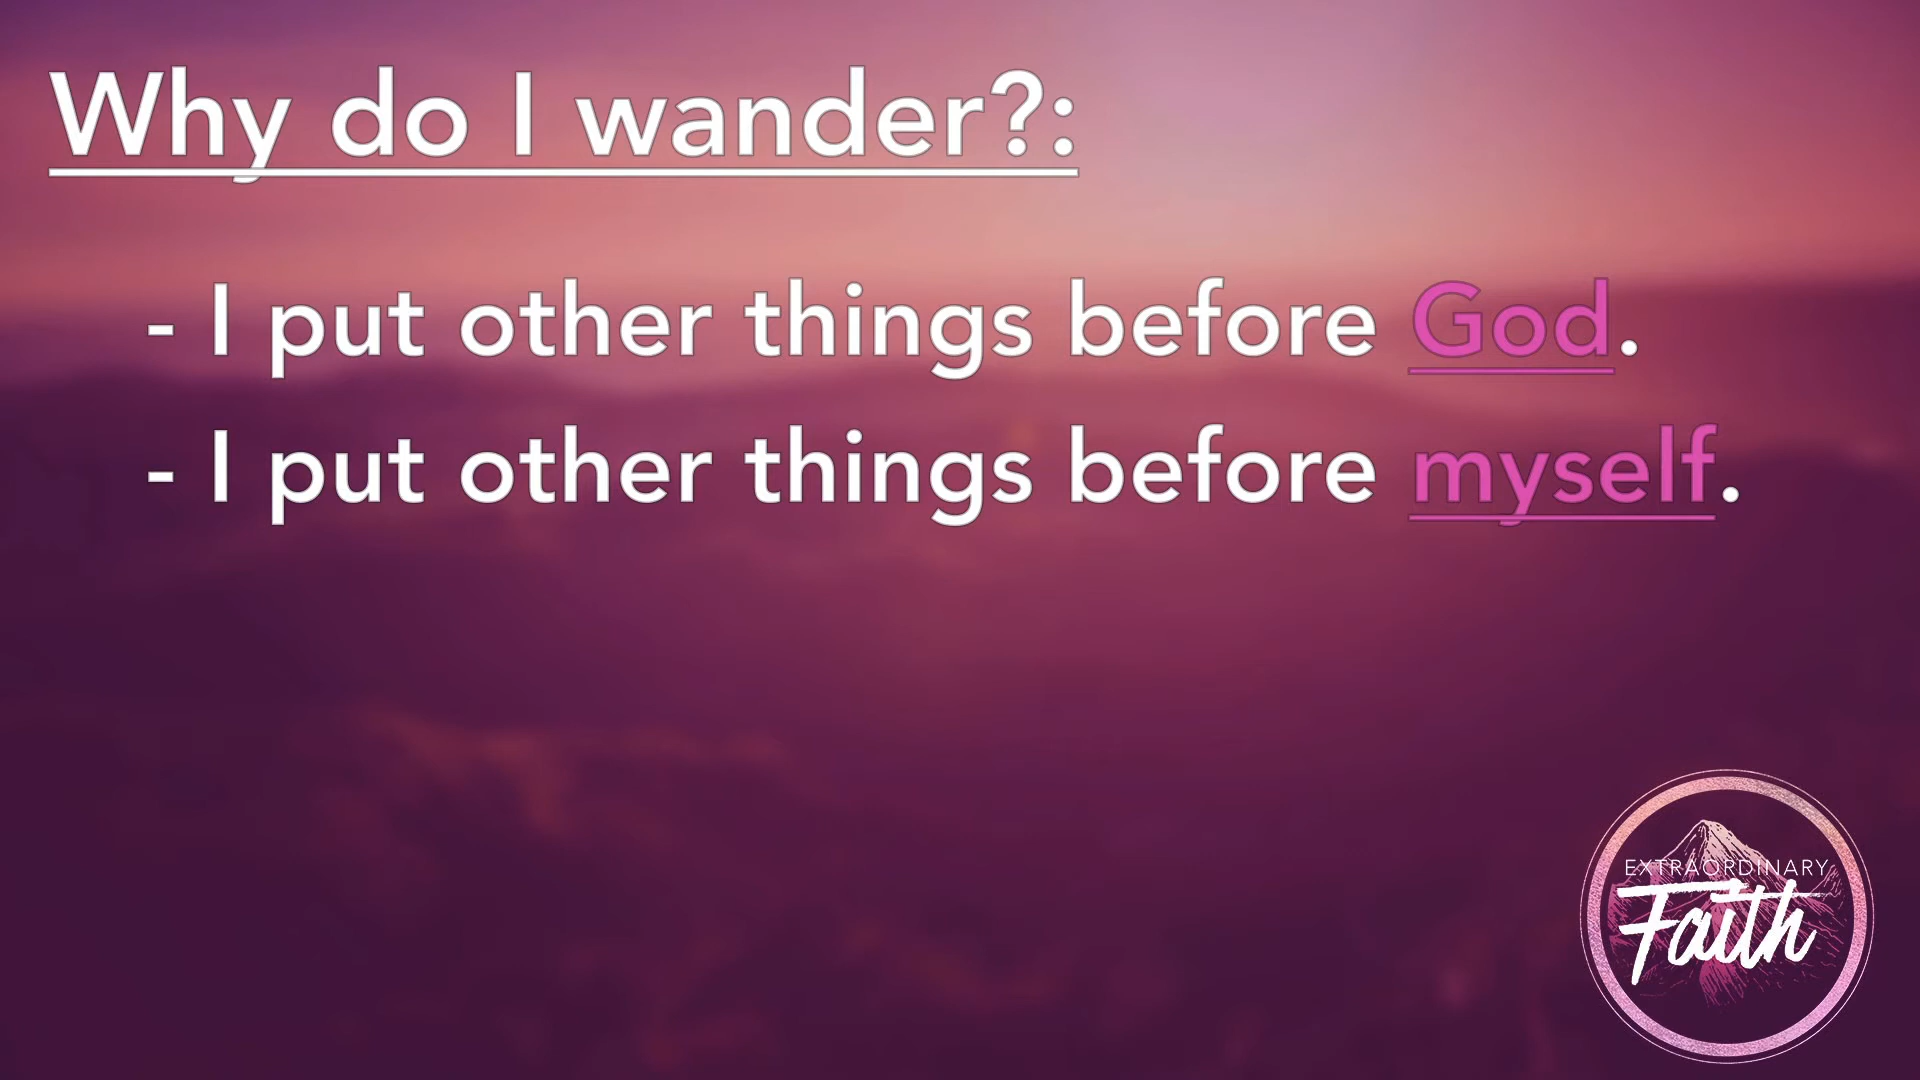 Why do I wander?:
- I put other things before God.
- I put other things before myself.
EXTRAORDINARY
Faith